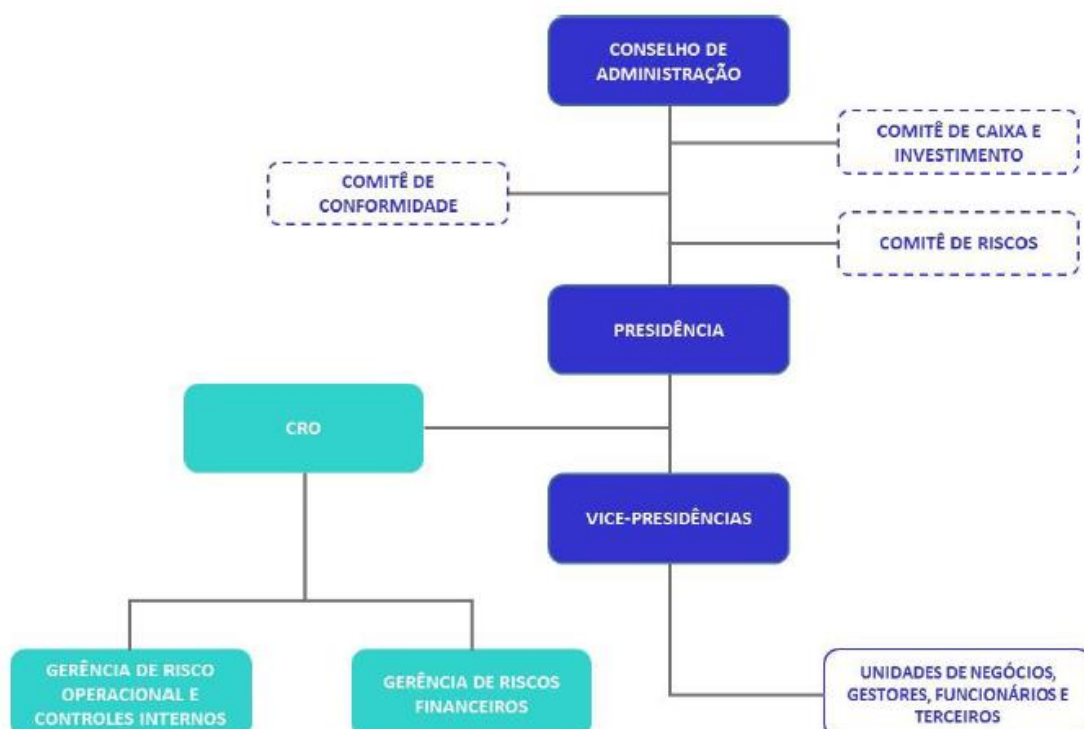 CONSELHO DE
ADMINISTRAÇÃO
COMITÊ DE CAIXA E
INVESTIMENTO
COMITÊ DE
CONFORMIDADE
COMITÊ DE RISCOS
PRESIDÊNCIA
CRO
VICE-PRESIDÊNCIAS
GERÊNCIA DE RISCO
OPERACIONAL E
CONTROLES INTERNOS
GERÊNCIA DE RISCOS
FINANCEIROS
UNIDADES DE NEGÓCIOS,
GESTORES, FUNCIONÁRIOS E
TERCEIROS